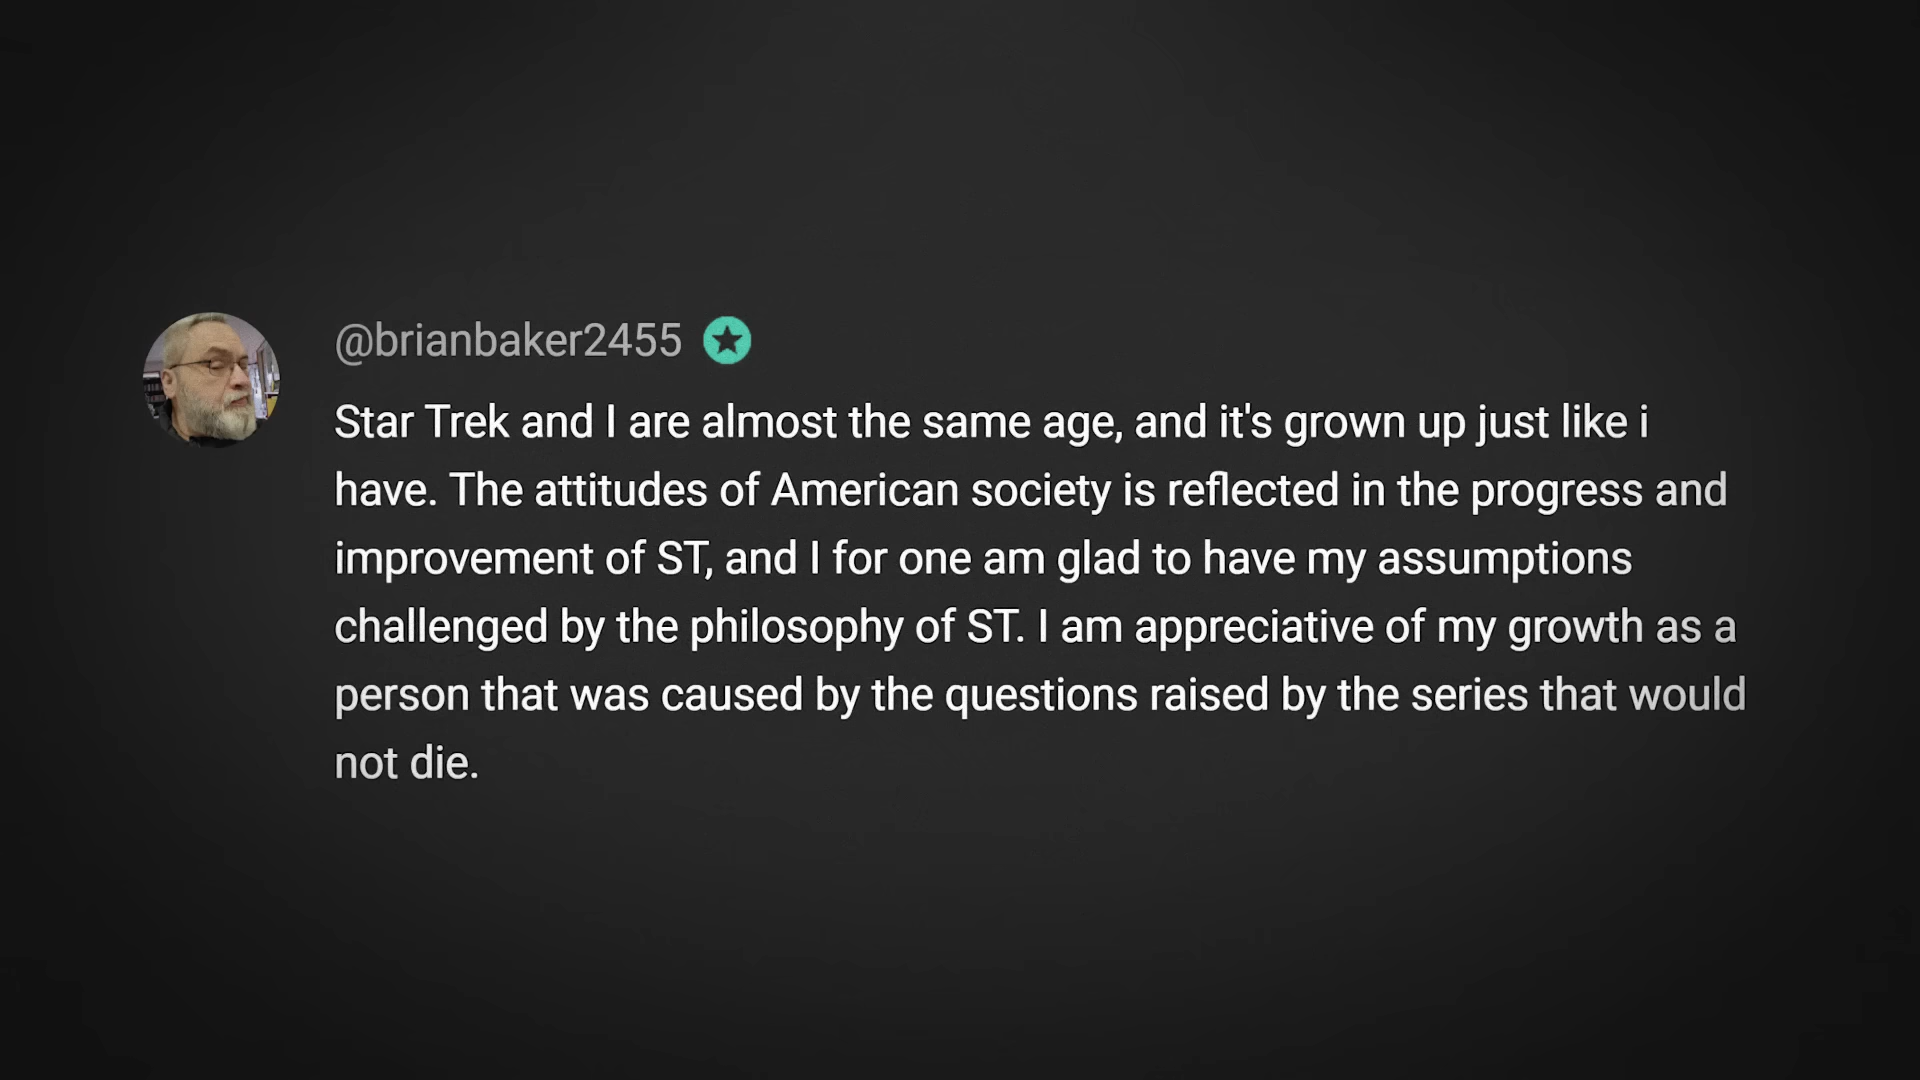 @brianbaker2455
Star Trek and I are almost the same age, and it's grown up just like i
have. The attitudes of American society is reflected in the progress and
improvement of ST, and I for one am glad to have my assumptions
challenged by the philosophy of ST. I am appreciative of my growth as a
person that was caused by the questions raised by the series that would
not die.